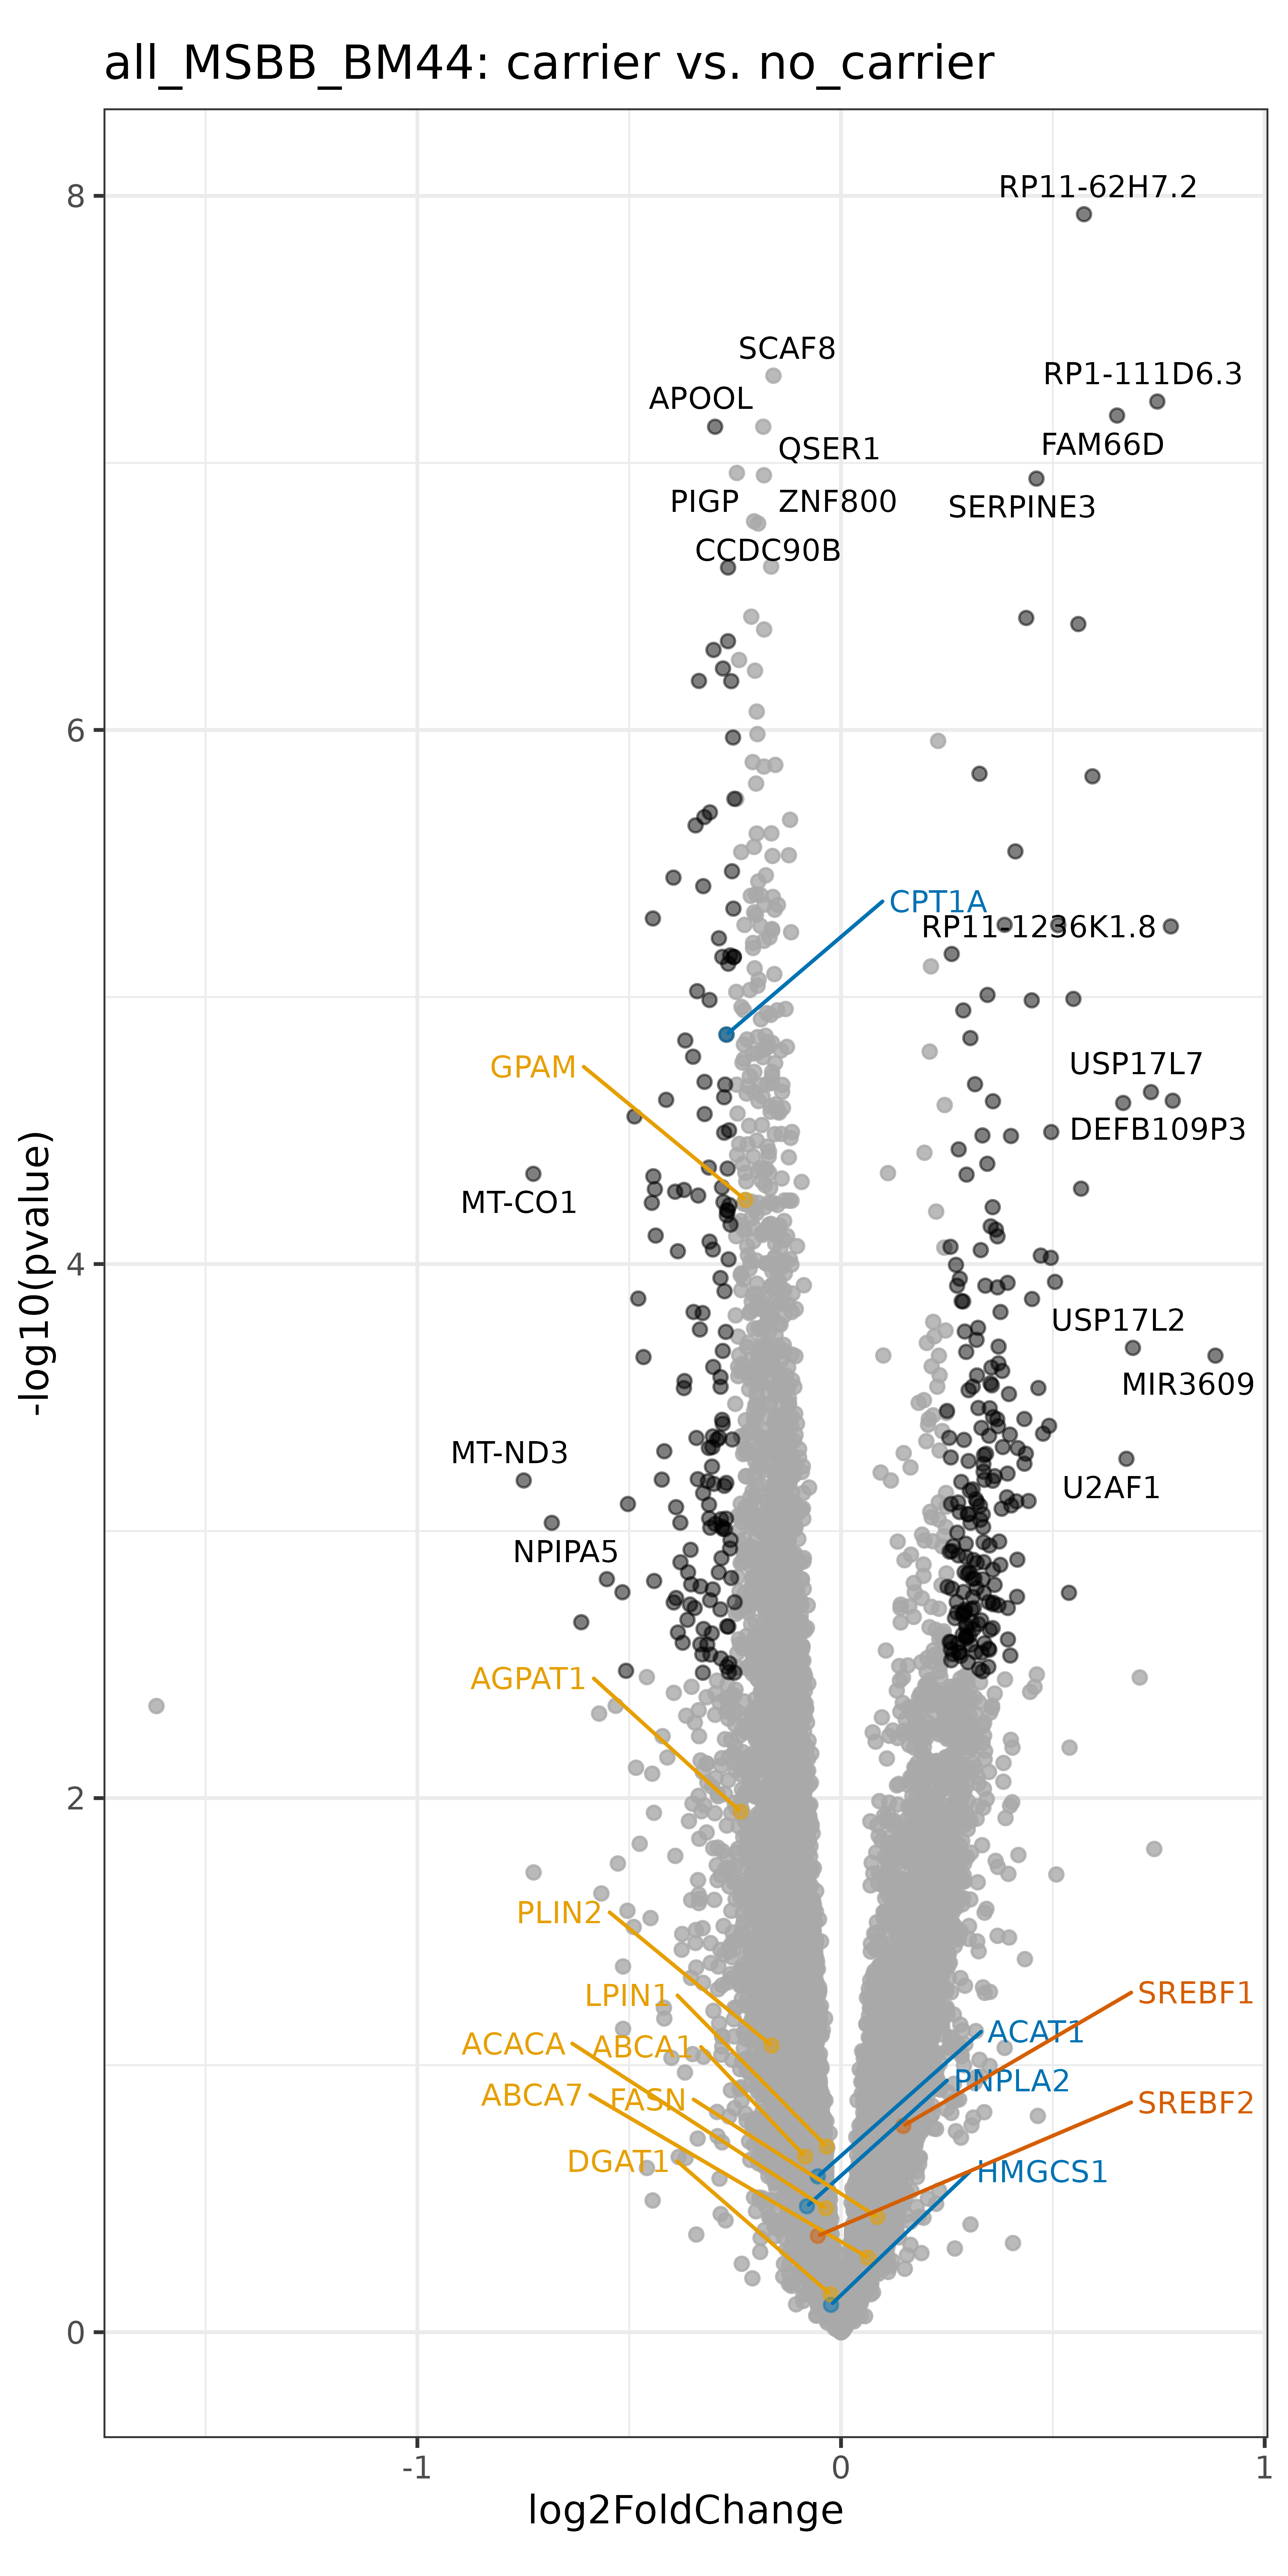 all_MSBB_BM44: carrier vs. no_carrier
8
RP11-62H7.2
SCAF8
RP1-111D6.3
APOOL
FAM66D
QSER1
PIGP
ZNF800
SERPINE3
CCDC90B
6
CPT1A
RP11-1236K1.8
GPAM
USP17L7
DEFB109P3
MT-CO1
-log10(pvalue)
4
USP17L2
MIR3609
MT-ND3
U2AF1
NPIPA5
AGPAT1
2
PLIN2
LPIN1
SREBF1
ACAT1
ACACA
ABCA1
PNPLA2
ABCA7
FASN
SREBF2
DGAT1
HMGCS1
0
-1
0
1
log2FoldChange